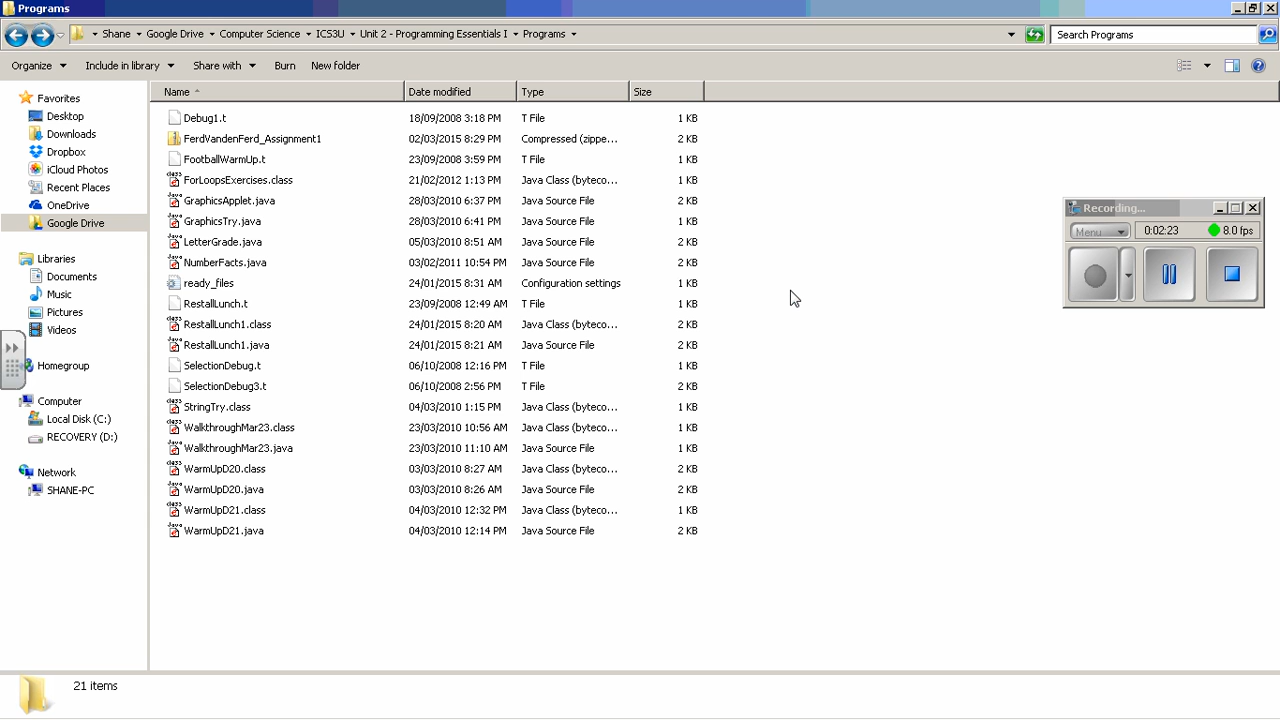 Programs
Shane Google Drive Computer Science ICS3U Unit 2 - Programming Essentials I Programs Search Programs
Organize Include in library Share with Burn New folder
Name Date modified Type Size
Favorites
Desktop
Downloads
Dropbox
iCloud Photos
Recent Places
OneDrive
Google Drive
Libraries
Documents
Music
Pictures
Videos
Homegroup
Computer
Local Disk (C:)
RECOVERY (D:)
Network
SHANE-PC
Debug1.t 18/09/2008 3:18 PM T File 1 KB
FerdVandenFerd_Assignment1 02/03/2015 8:29 PM Compressed (zippe... 2 KB
FootballWarmUp.t 23/09/2008 3:59 PM T File 1 KB
ForLoopsExercises.class 21/02/2012 1:13 PM Java Class (byteco... 1 KB
GraphicsApplet.java 28/03/2010 6:37 PM Java Source File 1 KB
GraphicsTry.java 28/03/2010 6:41 PM Java Source File 1 KB
LetterGrade.java 05/03/2010 8:51 AM Java Source File 2 KB
NumberFacts.java 03/02/2011 10:54 PM Java Source File 2 KB
ready_files 24/01/2015 8:31 AM Configuration settings 1 KB
RestallLunch.t 23/09/2008 12:49 AM T File 1 KB
RestallLunch1.class 24/01/2015 8:20 AM Java Class (byteco... 2 KB
RestallLunch1.java 24/01/2015 8:21 AM Java Source File 2 KB
SelectionDebug.t 06/10/2008 12:16 PM T File 1 KB
SelectionDebug3.t 06/10/2008 2:56 PM T File 2 KB
StringTry.class 04/03/2010 1:15 PM Java Class (byteco... 1 KB
WalkthroughMar23.class 23/03/2010 10:56 AM Java Class (byteco... 2 KB
WalkthroughMar23.java 23/03/2010 11:10 AM Java Source File 1 KB
WarmUpD20.class 03/03/2010 8:27 AM Java Class (byteco... 2 KB
WarmUpD20.java 03/03/2010 8:26 AM Java Source File 2 KB
WarmUpD21.class 04/03/2010 12:32 PM Java Class (byteco... 1 KB
WarmUpD21.java 04/03/2010 12:14 PM Java Source File 2 KB
Recording...
Menu 0:02:23 8.0 fps
21 items